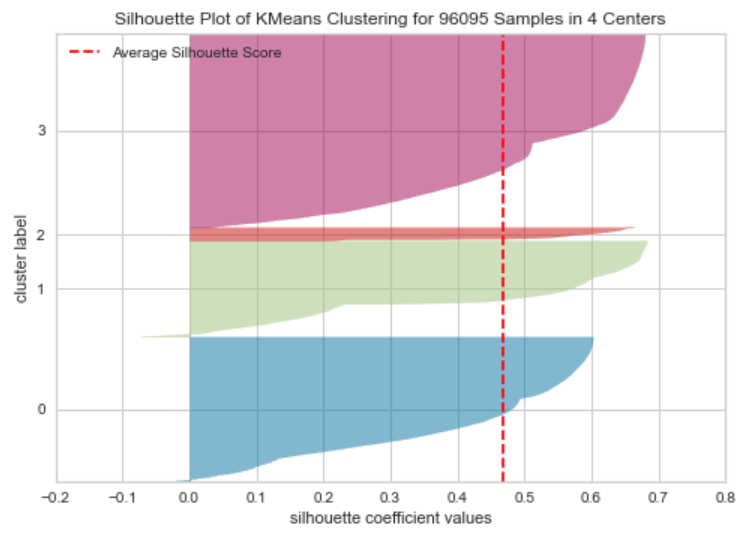 Silhouette Plot of KMeans Clustering for 96095 Samples in 4 Centers
Average Silhouette Score
cluster label
3
2
1
0
−0.2 −0.1 0.0 0.1 0.2 0.3 0.4 0.5 0.6 0.7 0.8
silhouette coefficient values